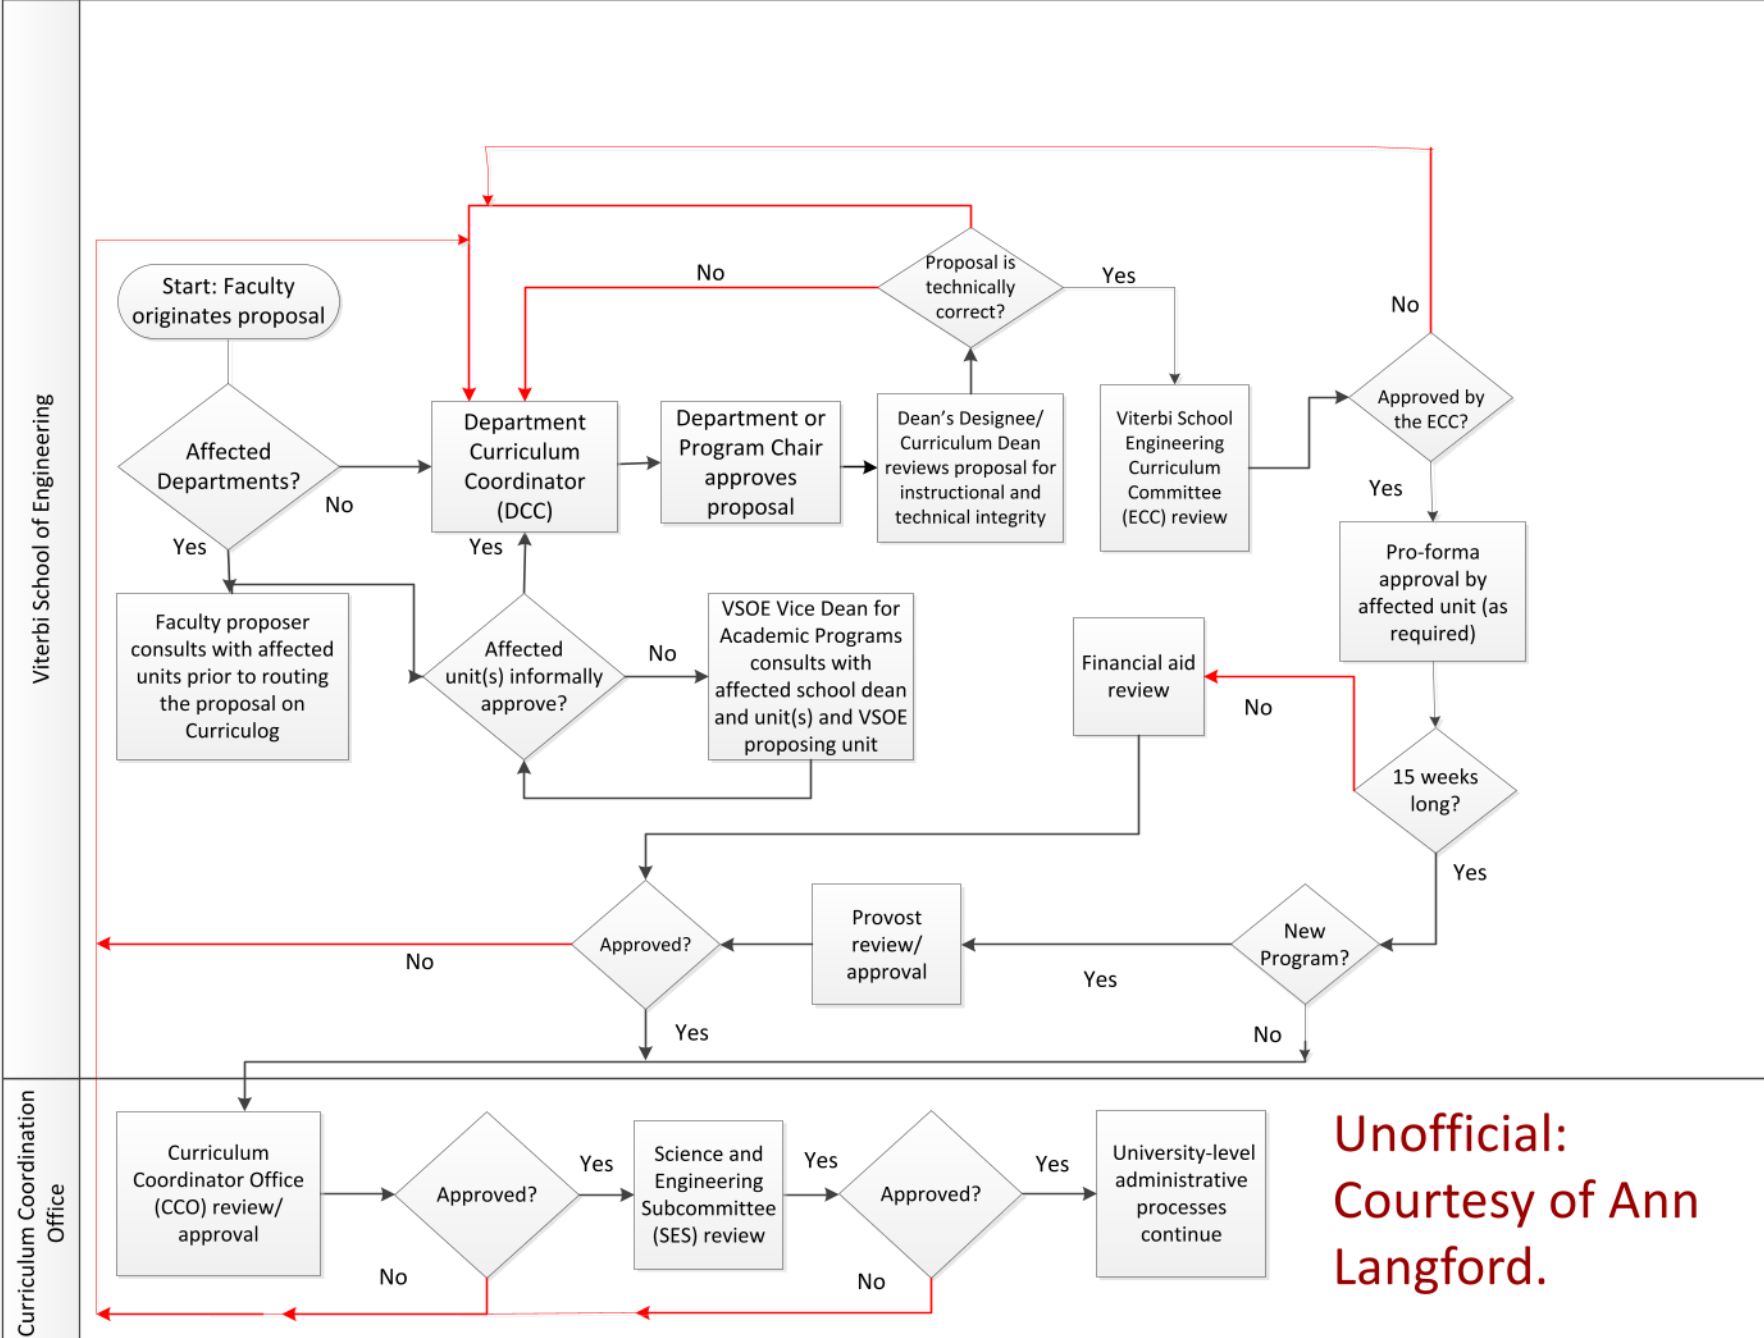 Viterbi School of Engineering
Start: Faculty
originates proposal
Affected
Departments?
No
Yes
Faculty proposer
consults with affected
units prior to routing
the proposal on
Curriculog
Department
Curriculum
Coordinator
(DCC)
Yes
Affected
unit(s) informally
approve?
No
VSOE Vice Dean for
Academic Programs
consults with
affected school dean
and unit(s) and VSOE
proposing unit
Department or
Program Chair
approves
proposal
Dean's Designee/
Curriculum Dean
reviews proposal for
instructional and
technical integrity
Proposal is
technically
correct?
No
Yes
Viterbi School
Engineering
Curriculum
Committee
(ECC) review
Approved by
the ECC?
No
Yes
Pro-forma
approval by
affected unit (as
required)
15 weeks
long?
No
Financial aid
review
Yes
New
Program?
Yes
No
Provost
review/
approval
Approved?
No
Yes
Curriculum Coordination
Office
Curriculum
Coordinator Office
(CCO) review/
approval
Approved?
No
Yes
Science and
Engineering
Subcommittee
(SES) review
Yes
Approved?
No
Yes
University-level
administrative
processes
continue
Unofficial:
Courtesy of Ann
Langford.